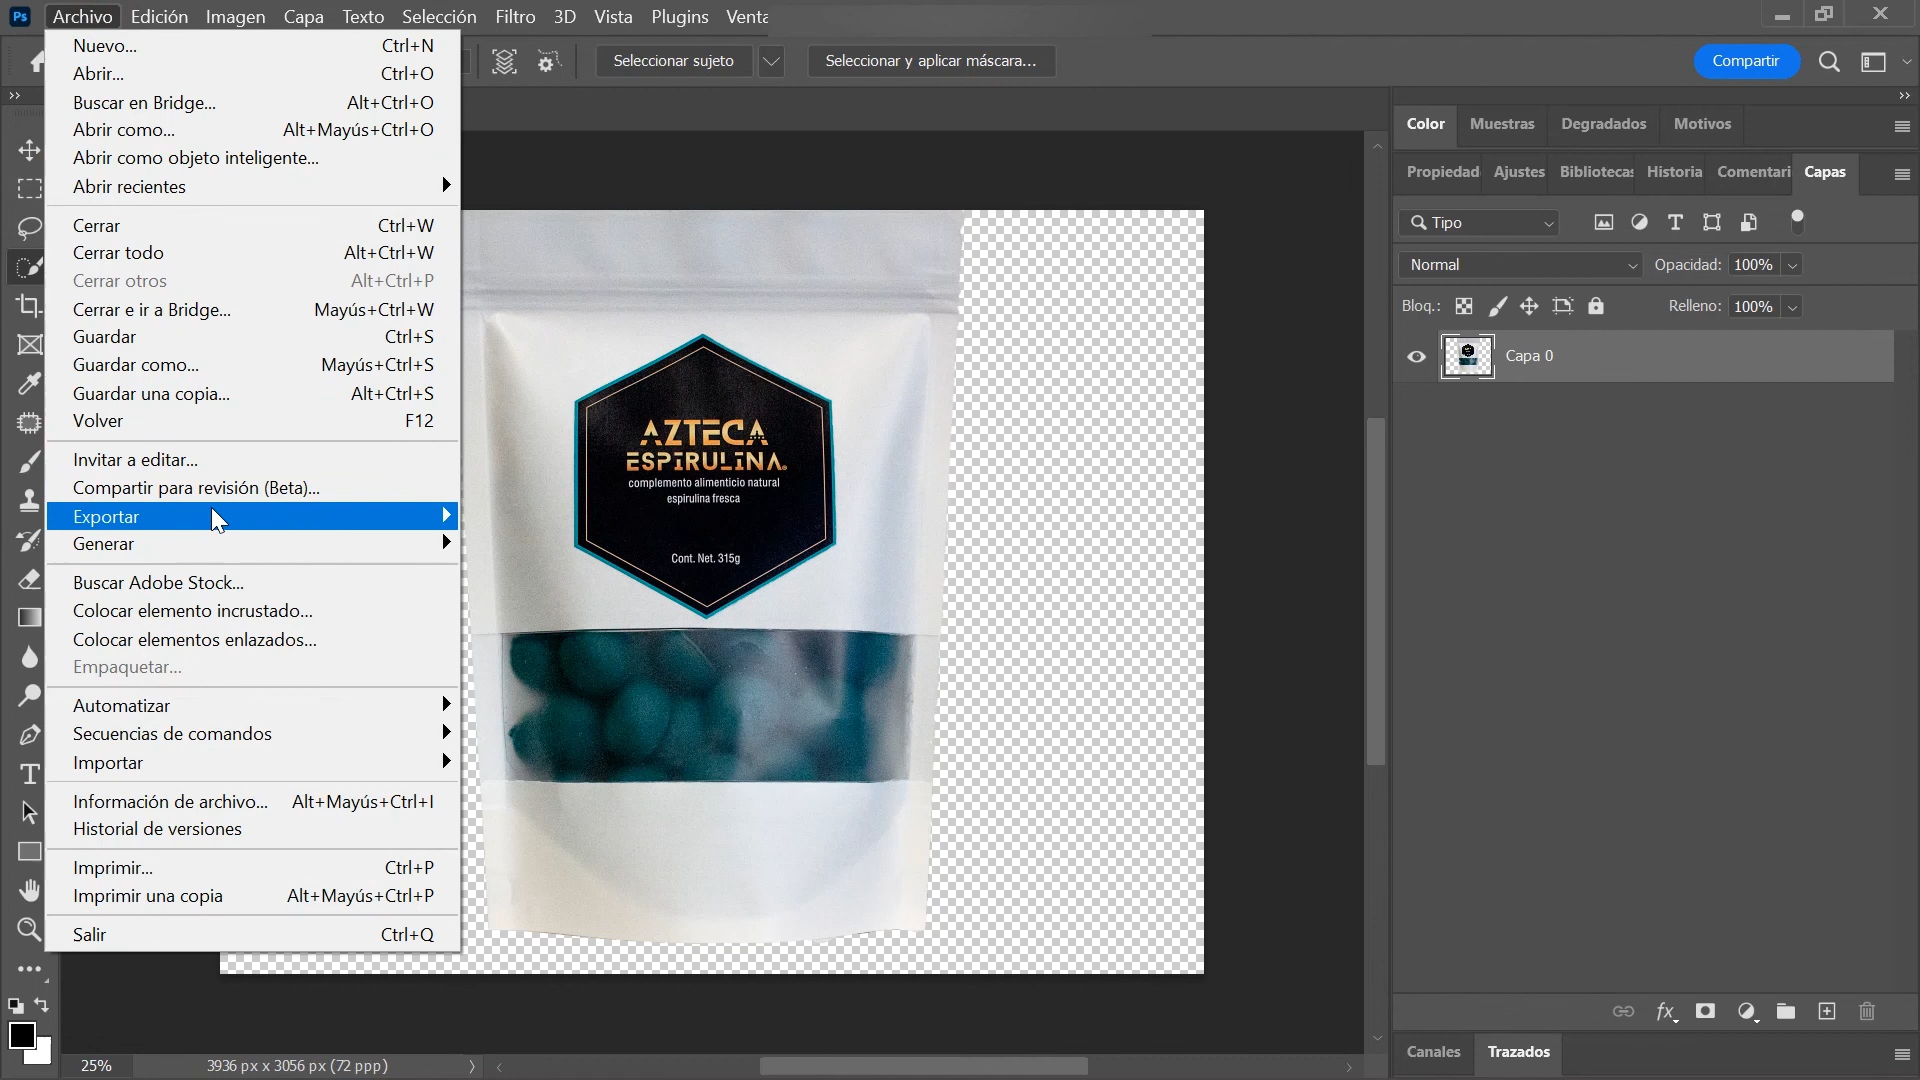 Ps Archivo Edición Imagen Capa Texto Selección Filtro 3D Vista Plugins Venta
Seleccionar sujeto Seleccionar y aplicar máscara... Compartir
Nuevo... Ctrl+N
Abrir... Ctrl+O
Buscar en Bridge... Alt+Ctrl+O
Abrir como... Alt+Mayús+Ctrl+O
Abrir como objeto inteligente...
Abrir recientes
Cerrar Ctrl+W
Cerrar todo Alt+Ctrl+W
Cerrar otros Alt+Ctrl+P
Cerrar e ir a Bridge... Mayús+Ctrl+W
Guardar Ctrl+S
Guardar como... Mayús+Ctrl+S
Guardar una copia... Alt+Ctrl+S
Volver F12
Invitar a editar...
Compartir para revisión (Beta)...
Exportar
Generar
Buscar Adobe Stock...
Colocar elemento incrustado...
Colocar elementos enlazados...
Empaquetar...
Automatizar
Secuencias de comandos
Importar
Información de archivo... Alt+Mayús+Ctrl+I
Historial de versiones
Imprimir... Ctrl+P
Imprimir una copia Alt+Mayús+Ctrl+P
Salir Ctrl+Q
AZTECA
ESPIRULINA®
complemento alimenticio natural
espirulina fresca
Cont. Net. 315g
Color Muestras Degradados Motivos
Propiedad Ajustes Bibliotecas Historia Comentari Capas
Tipo
Normal Opacidad: 100%
Bloq.: Relleno: 100%
Capa 0
fx
Canales Trazados
25% 3936 px x 3056 px (72 ppp)